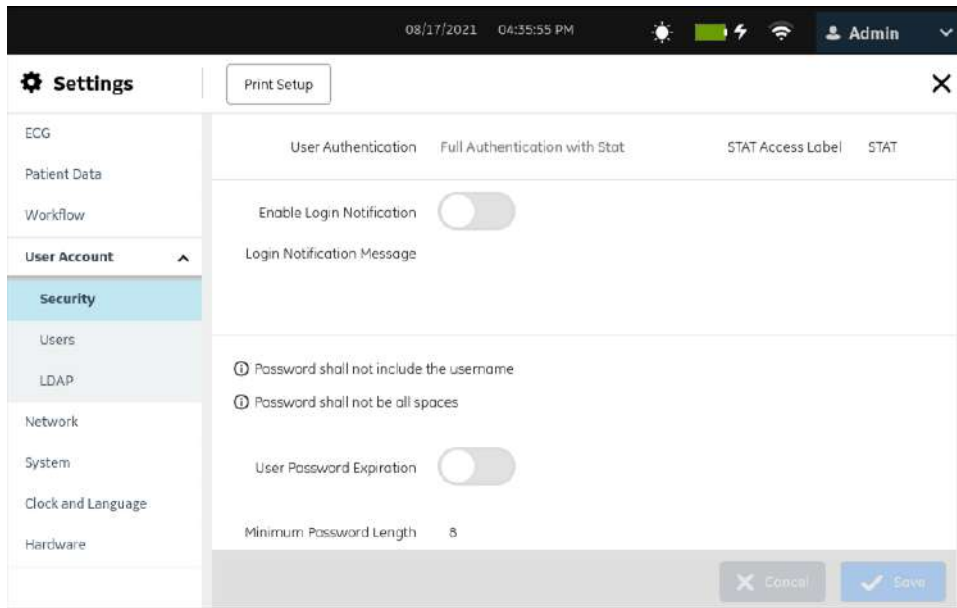 08/17/2021 04:35:55 PM Admin
Settings Print Setup
ECG
Patient Data
Workflow
User Account
Security
Users
LDAP
Network
System
Clock and Language
Hardware
User Authentication Full Authentication with Stat STAT Access Label STAT
Enable Login Notification
Login Notification Message
Password shall not include the username
Password shall not be all spaces
User Password Expiration
Minimum Password Length 8
Cancel Save